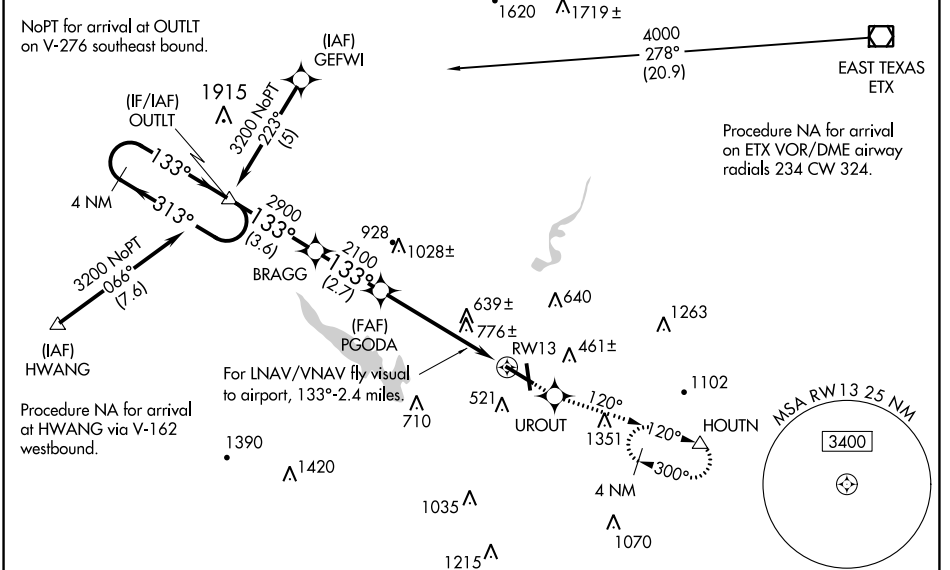 1620
1719±
NoPT for arrival at OUTLT
on V-276 southeast bound.
(IAF)
GEFWI
4000
278°
(20.9)
EAST TEXAS
ETX
1915
(IF/IAF)
OUTLT
3200 NoPT
223°
(5)
Procedure NA for arrival
on ETX VOR/DME airway
radials 234 CW 324.
133°
4 NM
313°
2900
133°
(3.6)
BRAGG
928
1028±
2100
133°
(2.7)
3200 NoPT
066°
(7.6)
(IAF)
HWANG
(FAF)
PGODA
639±
776±
640
1263
RW13
461±
For LNAV/VNAV fly visual
to airport, 133°-2.4 miles.
Procedure NA for arrival
at HWANG via V-162
westbound.
710
521
UROUT
120°
1102
1351
120°
HOUTN
300°
4 NM
MSA RW13 25 NM
3400
1390
1420
1035
1070
1215